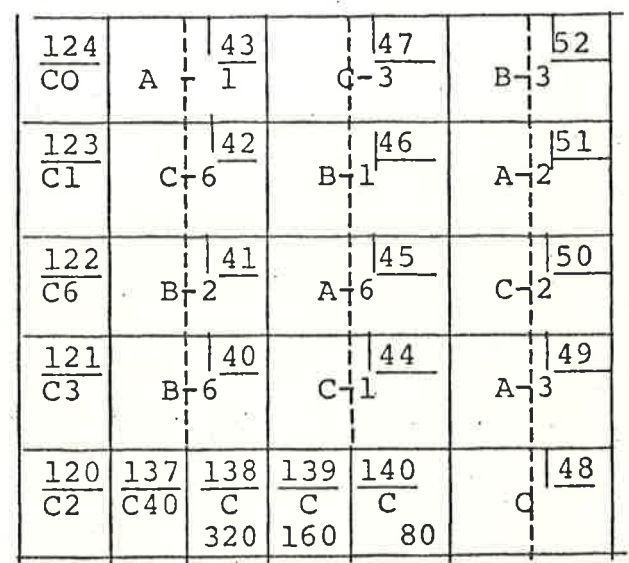 124 43 47 52
CO A - 1 C-3 B-3
123 42 46 51
C1 C-6 B-1 A-2
122 41 45 50
C6 B-2 A-6 C-2
121 40 44 49
C3 B-6 C-1 A-3
120 137 138 139 140 48
C2 C40 C C C C
320 160 80